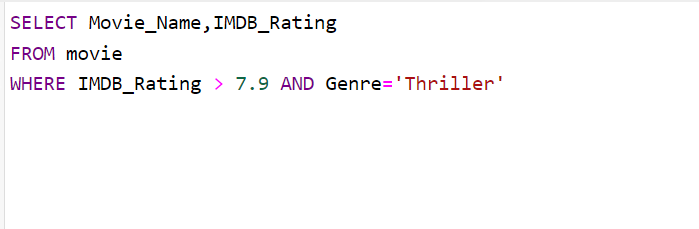 SELECT Movie_Name,IMDB_Rating
FROM movie
WHERE IMDB_Rating > 7.9 AND Genre='Thriller'